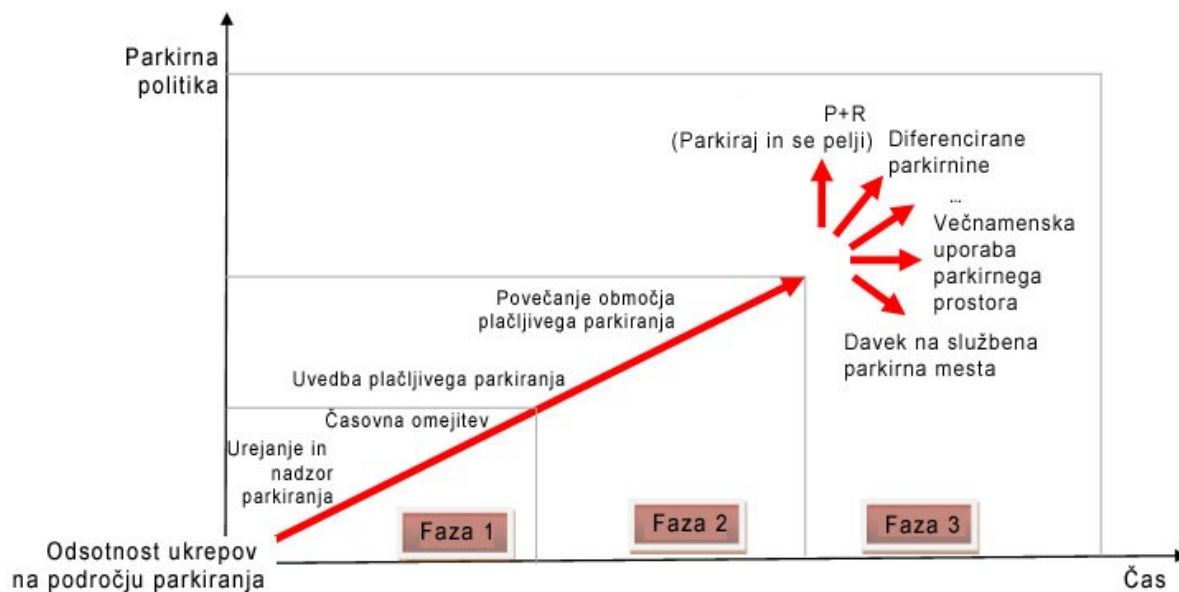 Parkirna
politika
P+R
(Parkiraj in se pelji)
Diferencirane
parkirnine
...
Večnamenska
uporaba
parkirnega
prostora
Davek na službena
parkirna mesta
Povečanje območja
plačljivega parkiranja
Uvedba plačljivega parkiranja
Časovna omejitev
Urejanje in
nadzor
parkiranja
Faza 1
Faza 2
Faza 3
Odsotnost ukrepov
na področju parkiranja
Čas